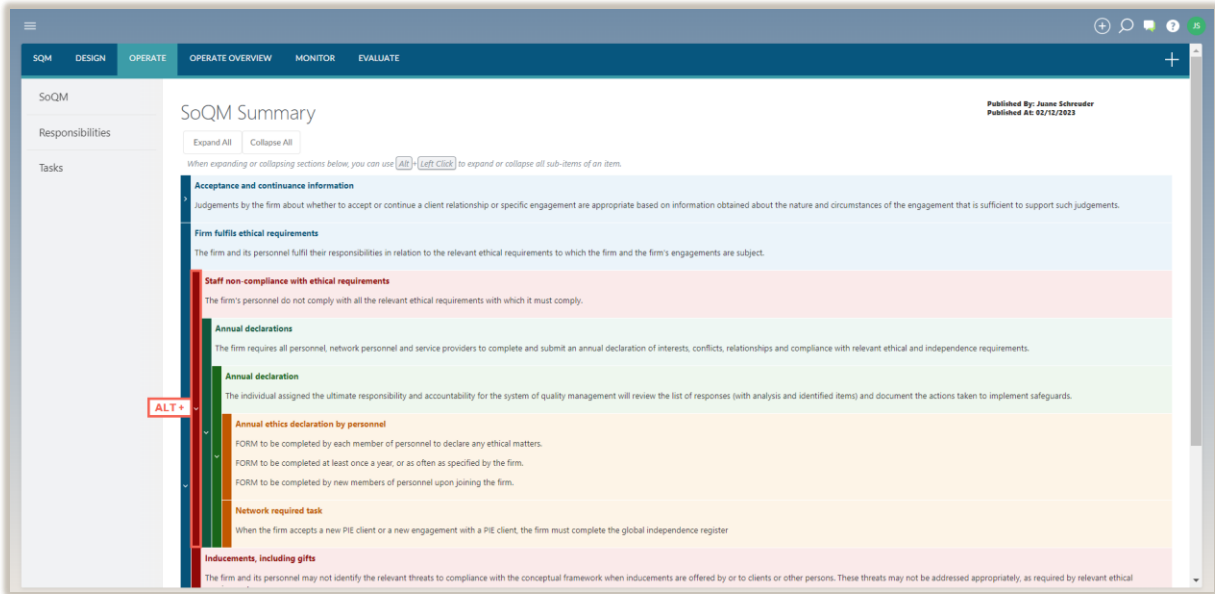 JS
SQM DESIGN OPERATE OPERATE OVERVIEW MONITOR EVALUATE
SoQM
Responsibilities
Tasks
SoQM Summary
Published By: Juane Schreuder
Published At: 02/12/2023
Expand All Collapse All
When expanding or collapsing sections below, you can use Alt + Left Click to expand or collapse all sub-items of an item.
Acceptance and continuance information
Judgements by the firm about whether to accept or continue a client relationship or specific engagement are appropriate based on information obtained about the nature and circumstances of the engagement that is sufficient to support such judgements.
Firm fulfils ethical requirements
The firm and its personnel fulfil their responsibilities in relation to the relevant ethical requirements to which the firm and the firm's engagements are subject.
Staff non-compliance with ethical requirements
The firm's personnel do not comply with all the relevant ethical requirements with which it must comply.
Annual declarations
The firm requires all personnel, network personnel and service providers to complete and submit an annual declaration of interests, conflicts, relationships and compliance with relevant ethical and independence requirements.
Annual declaration
The individual assigned the ultimate responsibility and accountability for the system of quality management will review the list of responses (with analysis and identified items) and document the actions taken to implement safeguards.
ALT +
Annual ethics declaration by personnel
FORM to be completed by each member of personnel to declare any ethical matters.
FORM to be completed at least once a year, or as often as specified by the firm.
FORM to be completed by new members of personnel upon joining the firm.
Network required task
When the firm accepts a new PIE client or a new engagement with a PIE client, the firm must complete the global independence register
Inducements, including gifts
The firm and its personnel may not identify the relevant threats to compliance with the conceptual framework when inducements are offered by or to clients or other persons. These threats may not be addressed appropriately, as required by relevant ethical